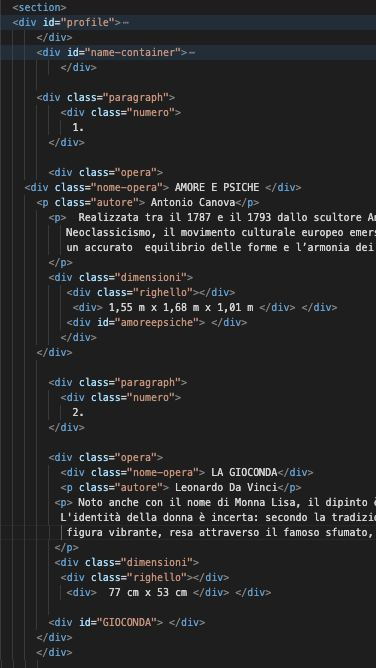 <section>
<div id="profile">…
</div>
<div id="name-container">…
</div>
<div class="paragraph">
<div class="numero">
1.
</div>
<div class="opera">
<div class="nome-opera"> AMORE E PSICHE </div>
<p class="autore"> Antonio Canova</p>
<p>  Realizzata tra il 1787 e il 1793 dallo scultore An
Neoclassicismo, il movimento culturale europeo emers
un accurato  equilibrio delle forme e l’armonia dei
</p>
<div class="dimensioni">
<div class="righello"></div>
<div> 1,55 m x 1,68 m x 1,01 m </div> </div>
<div id="amoreepsiche"> </div>
</div>
</div>
<div class="paragraph">
<div class="numero">
2.
</div>
<div class="opera">
<div class="nome-opera"> LA GIOCONDA</div>
<p class="autore"> Leonardo Da Vinci</p>
<p> Noto anche con il nome di Monna Lisa, il dipinto è
L'identità della donna è incerta: secondo la tradizio
figura vibrante, resa attraverso il famoso sfumato,
</p>
<div class="dimensioni">
<div class="righello"></div>
<div>  77 cm x 53 cm </div> </div>
<div id="GIOCONDA"> </div>
</div>
</div>